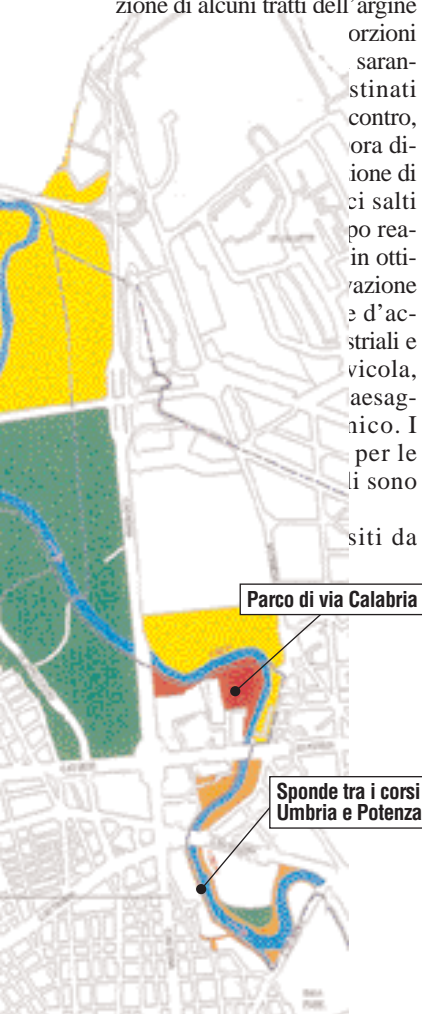 zione di alcuni tratti dell'argine
orzioni
saran-
stinati
contro,
ora di-
ione di
ci salti
po rea-
in otti-
vazione
e d'ac-
striali e
vicola,
aesag-
nico. I
per le
li sono
siti da
Parco di via Calabria
Sponde tra i corsi
Umbria e Potenza